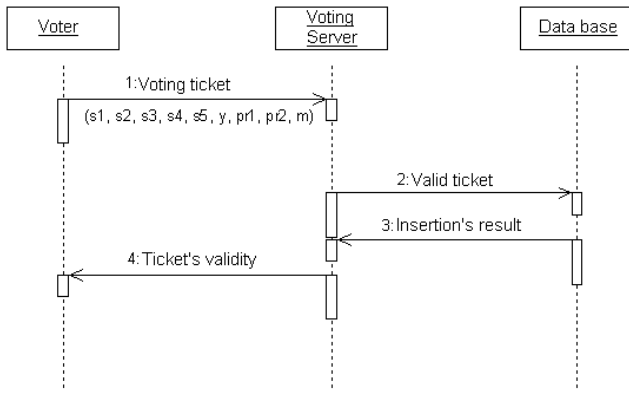 Voter
Voting
Server
Data base
1:Voting ticket
(s1, s2, s3, s4, s5, y, pr1, pr2, m)
2:Valid ticket
3:Insertion's result
4:Ticket's validity